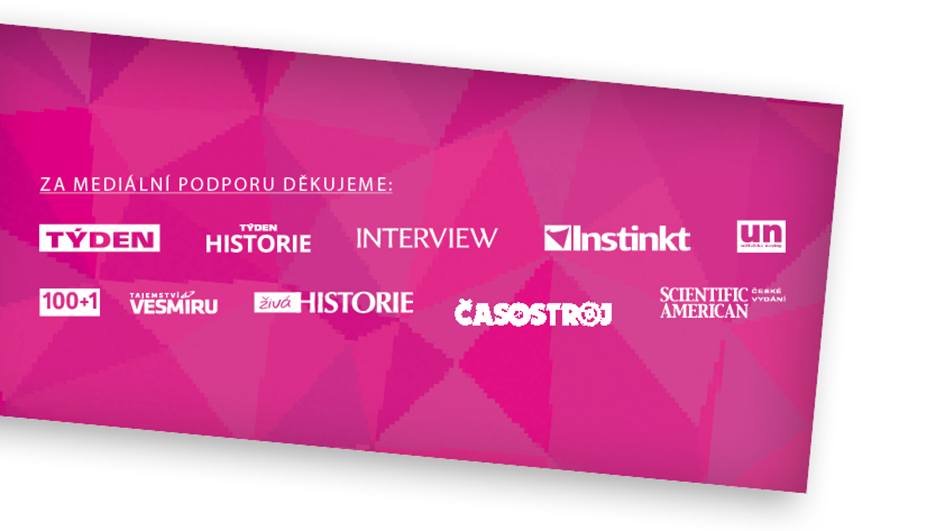 ZA MEDIÁLNÍ PODPORU DĚKUJEME:
TÝDEN
TÝDEN
HISTORIE
INTERVIEW
Instinkt
un
100+1
TAJEMSTVÍ
VESMÍRU
živá HISTORIE
ČASOSTROJ
SCIENTIFIC
AMERICAN
ČESKÉ
VYDÁNÍ